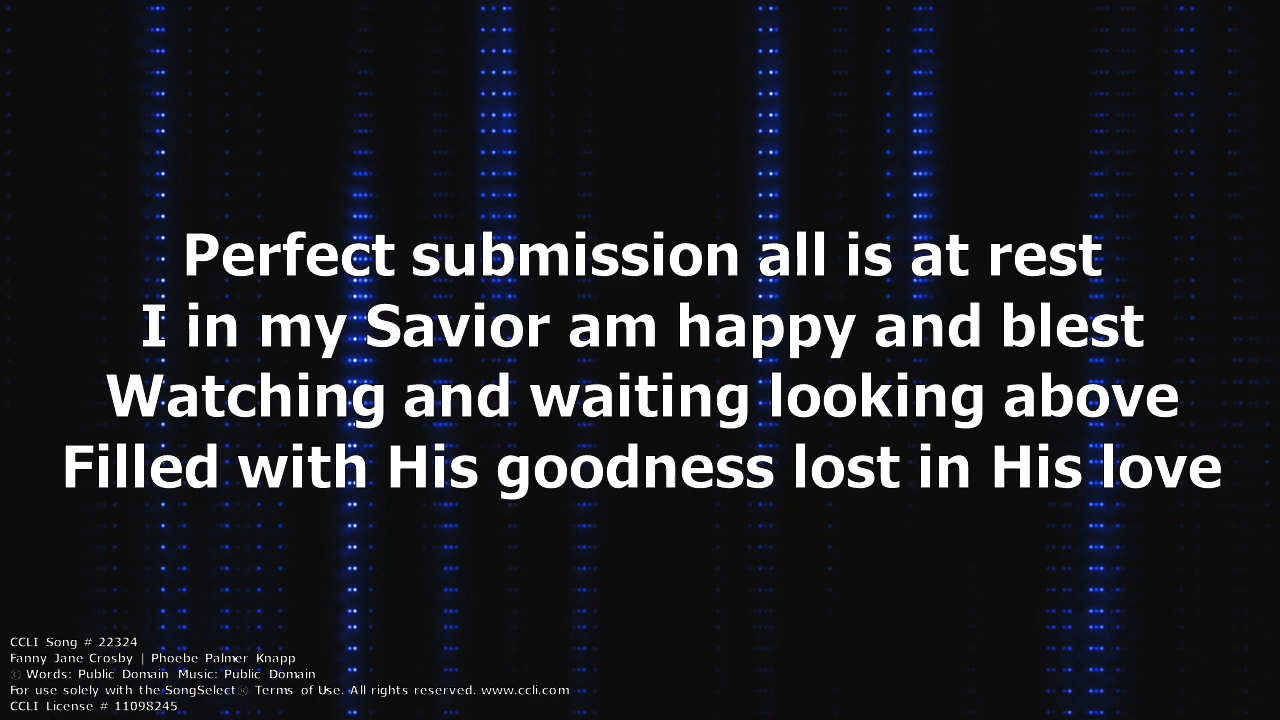 Perfect submission all is at rest
I in my Savior am happy and blest
Watching and waiting looking above
Filled with His goodness lost in His love
CCLI Song # 22324
Fanny Jane Crosby | Phoebe Palmer Knapp
© Words: Public Domain Music: Public Domain
For use solely with the SongSelect® Terms of Use. All rights reserved. www.ccli.com
CCLI License # 11098245